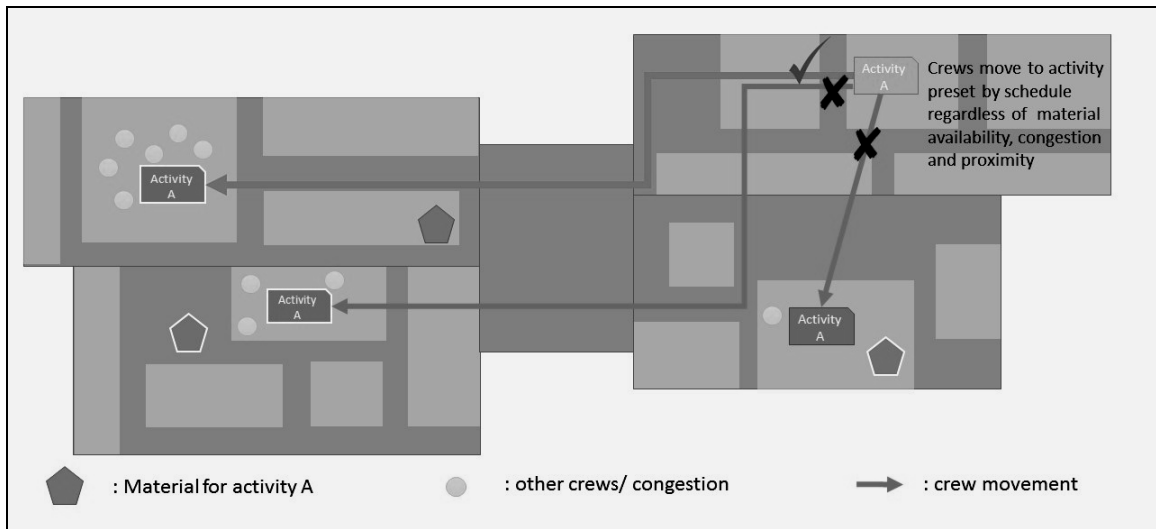 Activity
A
Crews move to activity
preset by schedule
regardless of material
availability, congestion
and proximity
Activity
A
Activity
A
Activity
A
: Material for activity A
: other crews/ congestion
: crew movement